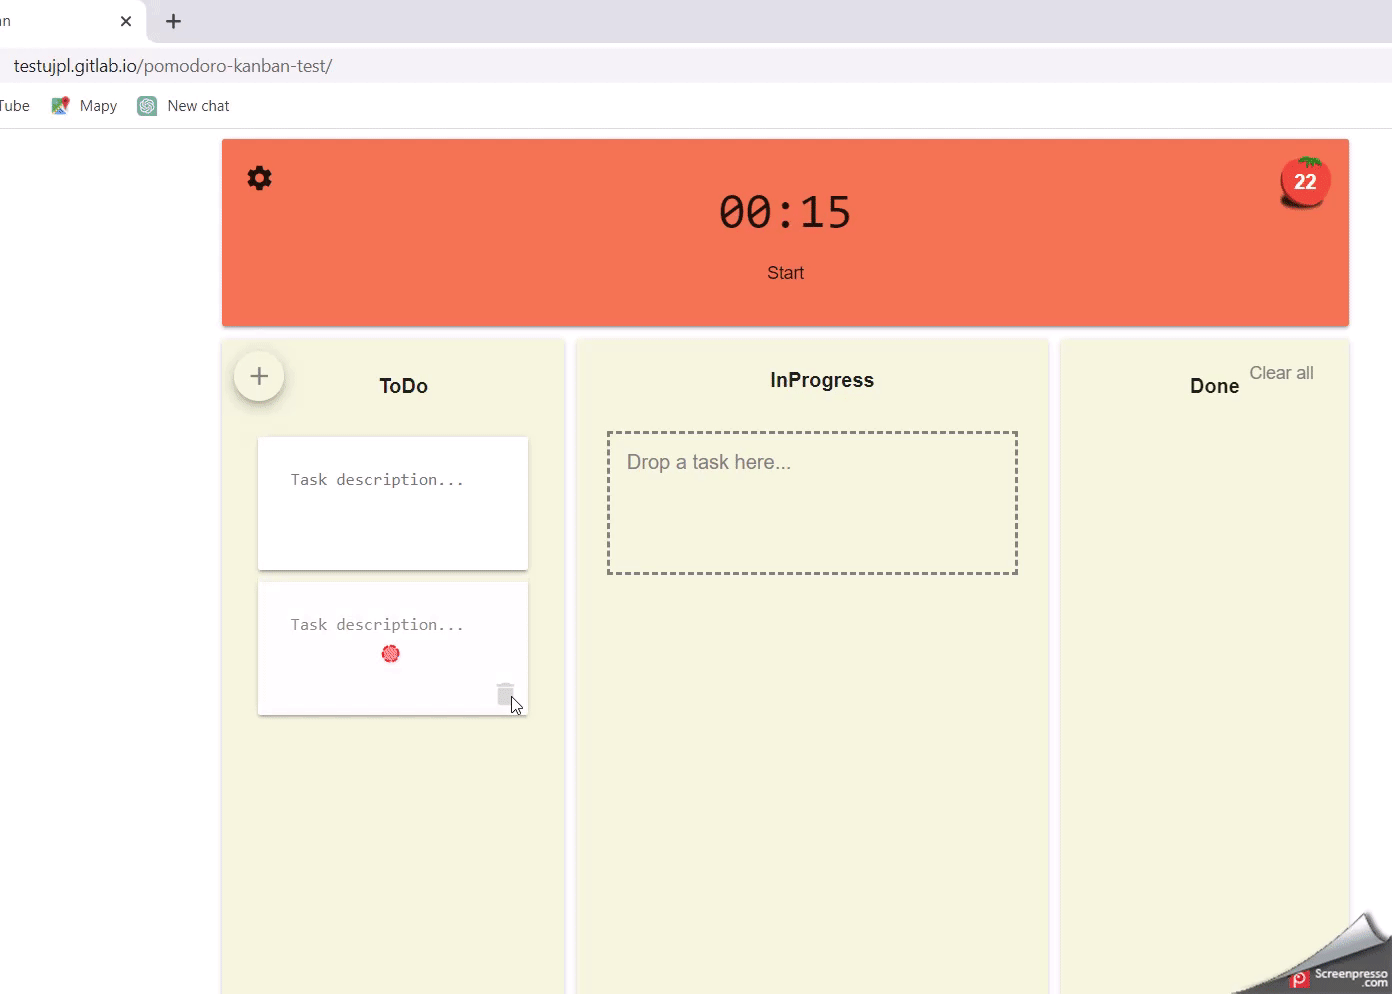 an
testujpl.gitlab.io/pomodoro-kanban-test/
Tube
Mapy
New chat
22
00:15
Start
ToDo
InProgress
Done
Clear all
Task description...
Drop a task here...
Task description...
Screenpresso
.com